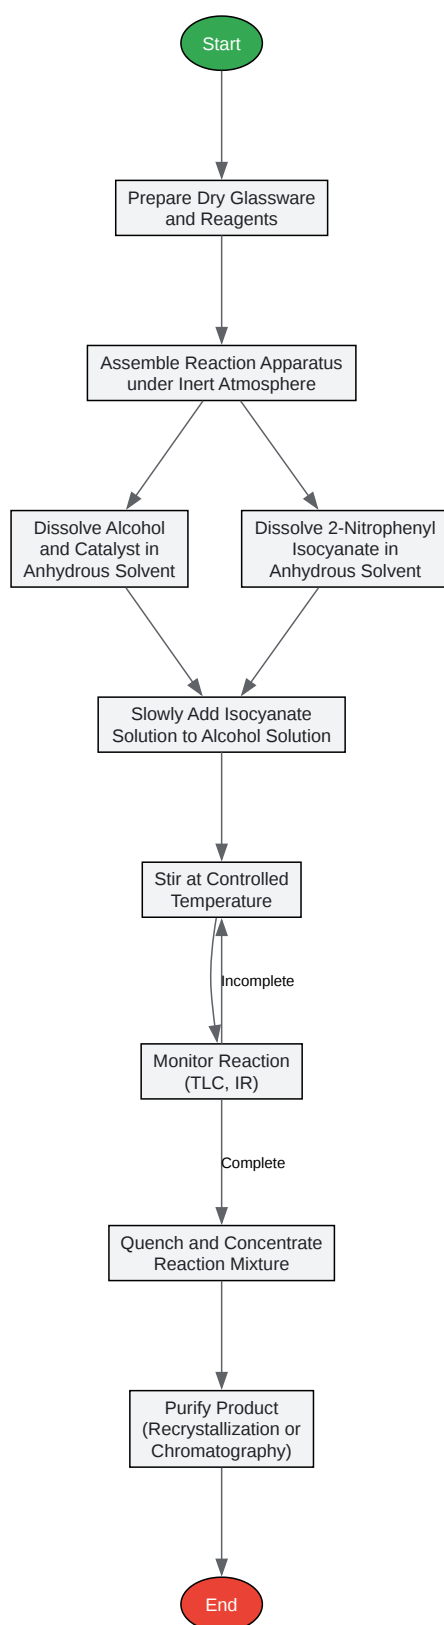 Start
Prepare Dry Glassware
and Reagents
Assemble Reaction Apparatus
under Inert Atmosphere
Dissolve Alcohol
and Catalyst in
Anhydrous Solvent
Dissolve 2-Nitrophenyl
Isocyanate in
Anhydrous Solvent
Slowly Add Isocyanate
Solution to Alcohol Solution
Stir at Controlled
Temperature
Incomplete
Monitor Reaction
(TLC, IR)
Complete
Quench and Concentrate
Reaction Mixture
Purify Product
(Recrystallization or
Chromatography)
End